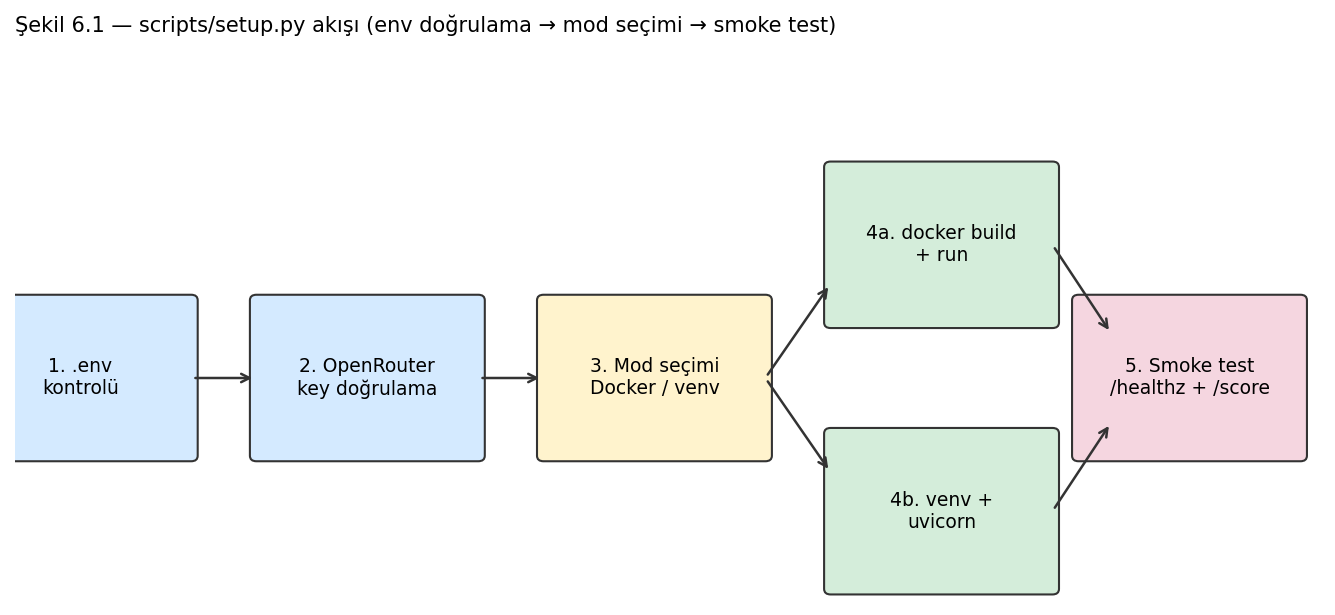 Şekil 6.1 — scripts/setup.py akışı (env doğrulama → mod seçimi → smoke test)
1. .env
kontrolü
2. OpenRouter
key doğrulama
3. Mod seçimi
Docker / venv
4a. docker build
+ run
4b. venv +
uvicorn
5. Smoke test
/healthz + /score